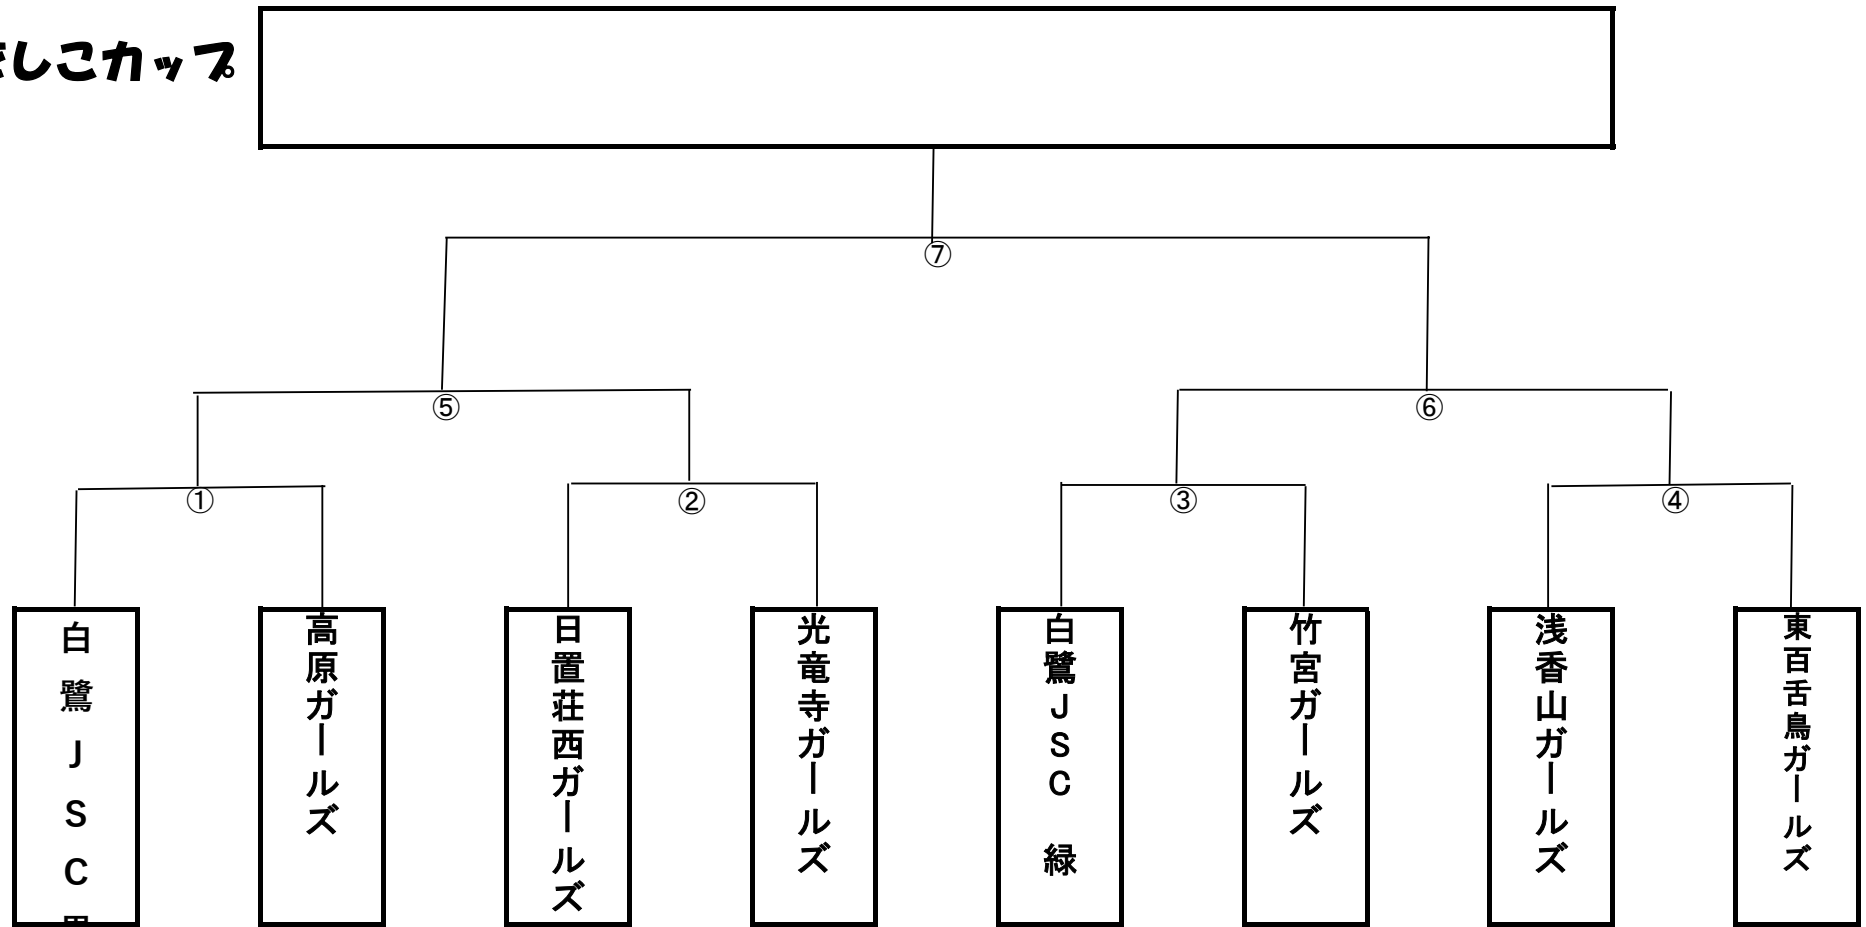 しこカップ
⑦
⑤
⑥
①
②
③
④
白鷺JSC
高原ガールズ
日置荘西ガールズ
光竜寺ガールズ
白鷺JSC　緑
竹宮ガールズ
浅香山ガールズ
東百舌鳥ガールズ